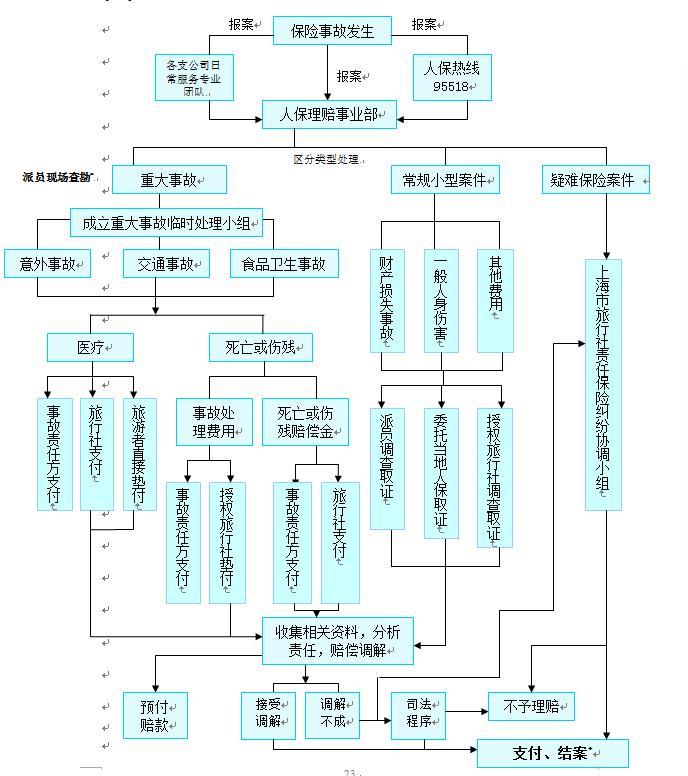 报案
保险事故发生
报案
各支公司日
常服务专业
团队
报案
人保热线
95518
人保理赔事业部
区分类型处理
派员现场查勘
重大事故
常规小型案件
疑难保险案件
成立重大事故临时处理小组
意外事故
交通事故
食品卫生事故
财产损失事故
一般人身伤害
其他费用
上海市旅行社责任保险纠纷协调小组
医疗
死亡或伤残
事故责任方支付
旅行社支付
旅游者直接垫付
事故处
理费用
死亡或伤
残赔偿金
派员调查取证
委托当地人保取证
授权旅行社调查取证
事故责任方支付
授权旅行社垫付
事故责任方支付
旅行社支付
收集相关资料，分析
责任，赔偿调解
预付
赔款
接受
调解
调解
不成
司法
程序
不予理赔
支付、结案
23